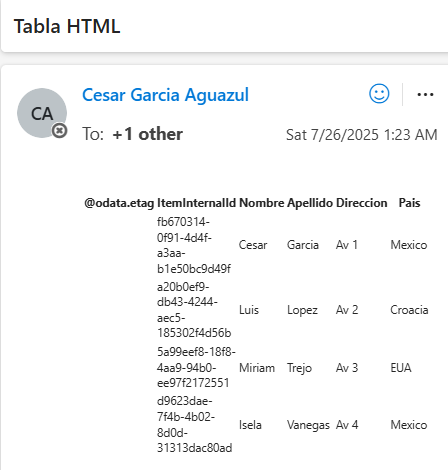 Tabla HTML
CA
Cesar Garcia Aguazul
To: +1 other
Sat 7/26/2025 1:23 AM
@odata.etag ItemInternalId Nombre Apellido Direccion Pais
fb670314-
0f91-4d4f-
a3aa-
b1e50bc9d49f
Cesar Garcia Av 1 Mexico
a20b0ef9-
db43-4244-
aec5-
185302f4d56b
Luis Lopez Av 2 Croacia
5a99eef8-18f8-
4aa9-94b0-
ee97f2172551
Miriam Trejo Av 3 EUA
d9623dae-
7f4b-4b02-
8d0d-
31313dac80ad
Isela Vanegas Av 4 Mexico